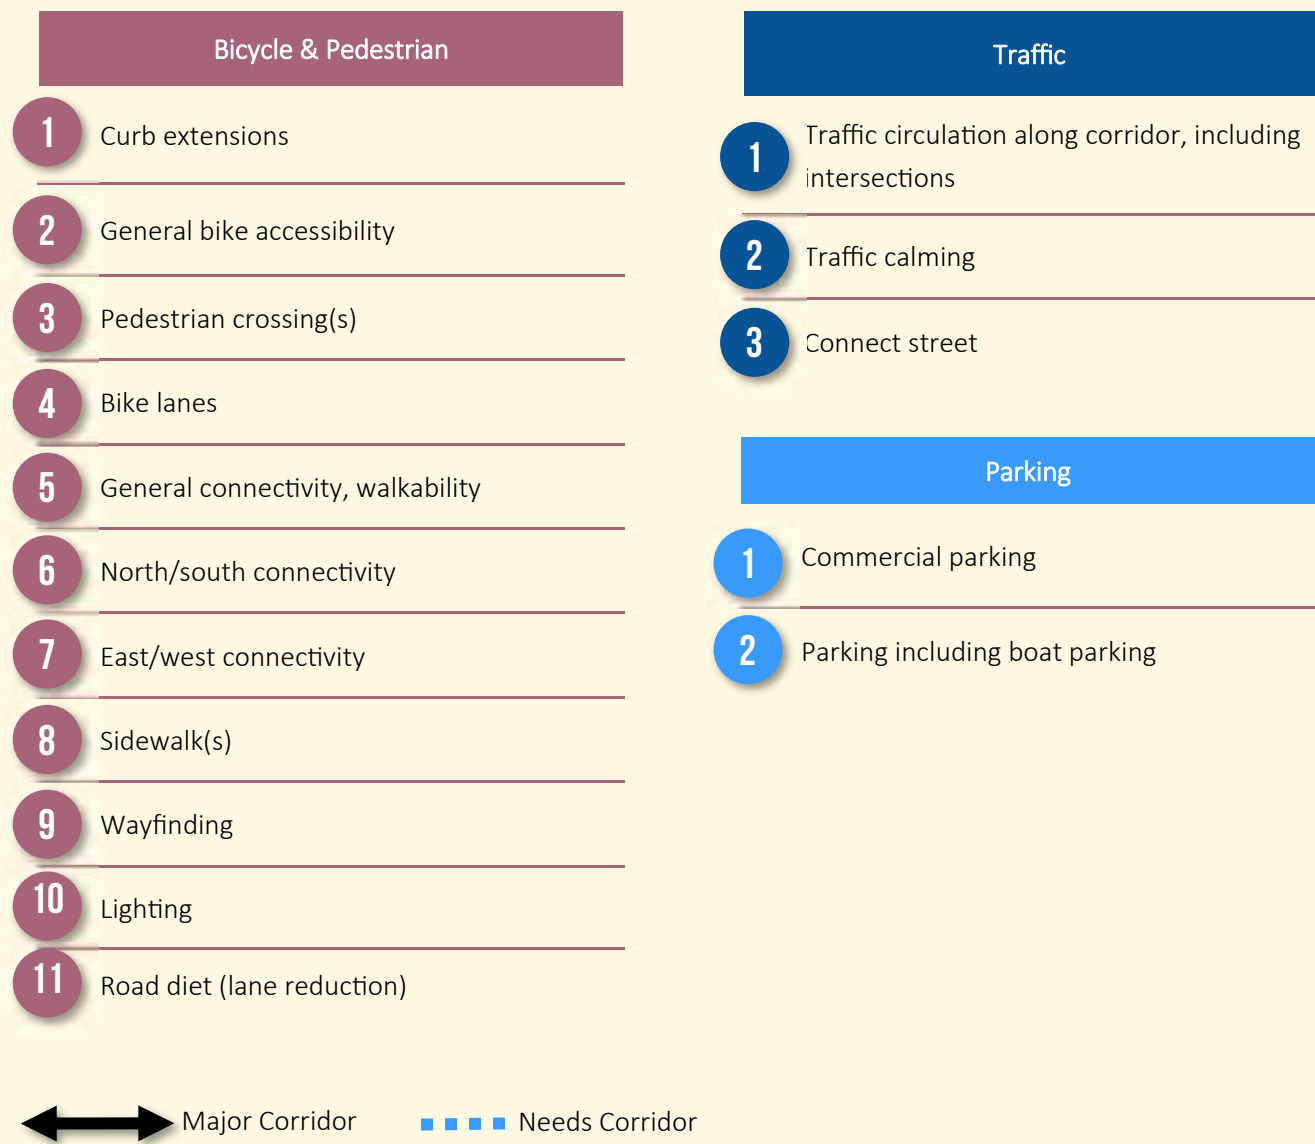 Bicycle & Pedestrian
1 Curb extensions
2 General bike accessibility
3 Pedestrian crossing(s)
4 Bike lanes
5 General connectivity, walkability
6 North/south connectivity
7 East/west connectivity
8 Sidewalk(s)
9 Wayfinding
10 Lighting
11 Road diet (lane reduction)
Traffic
1 Traffic circulation along corridor, including
intersections
2 Traffic calming
3 Connect street
Parking
1 Commercial parking
2 Parking including boat parking
Major Corridor
Needs Corridor